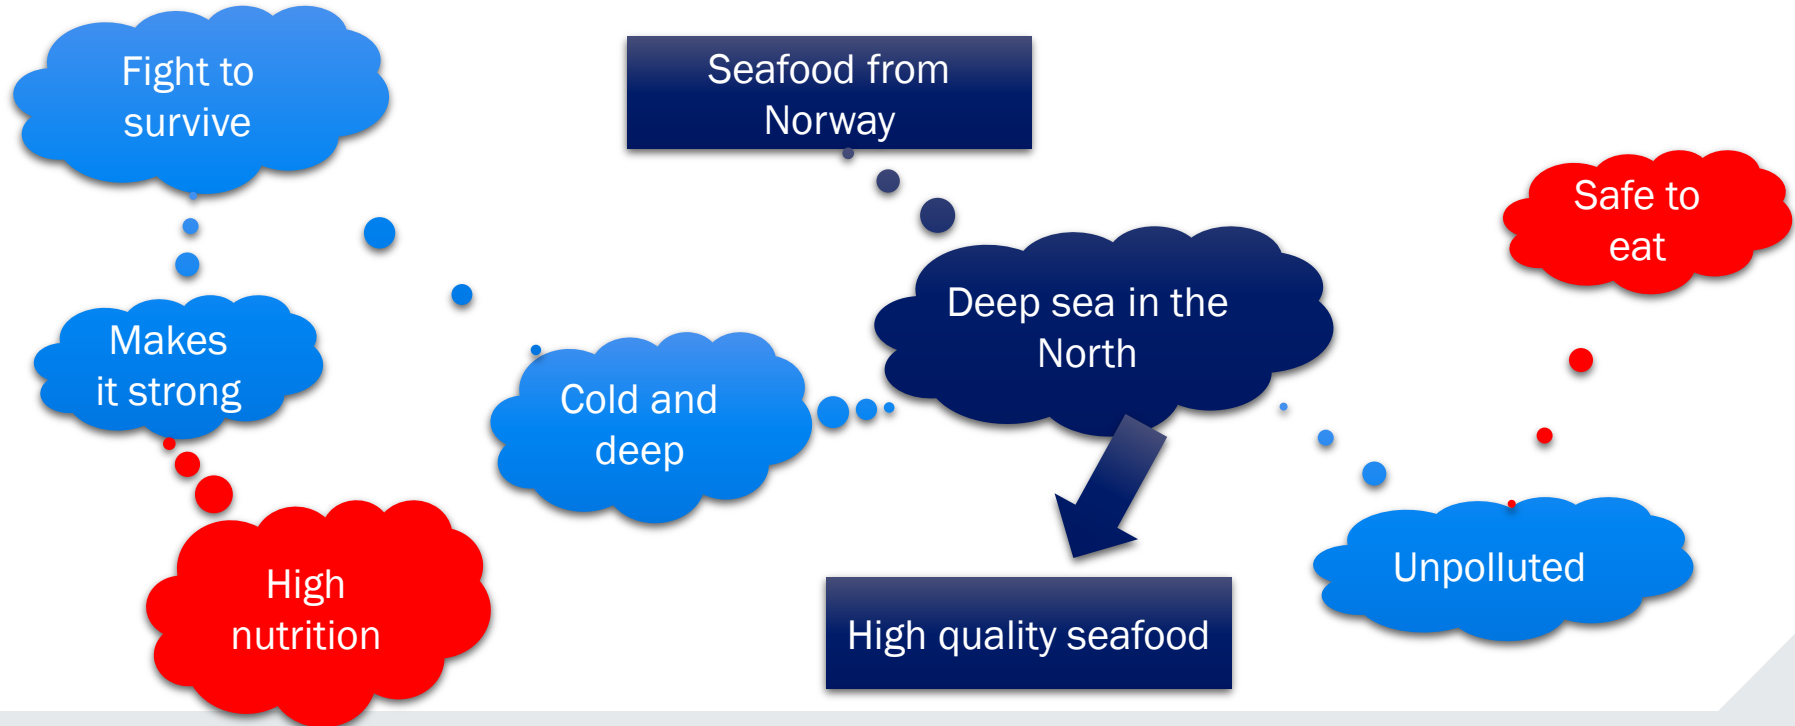 Fight to
survive
Seafood from
Norway
Safe to
eat
Deep sea in the
North
Makes
it strong
Cold and
deep
Unpolluted
High
nutrition
High quality seafood